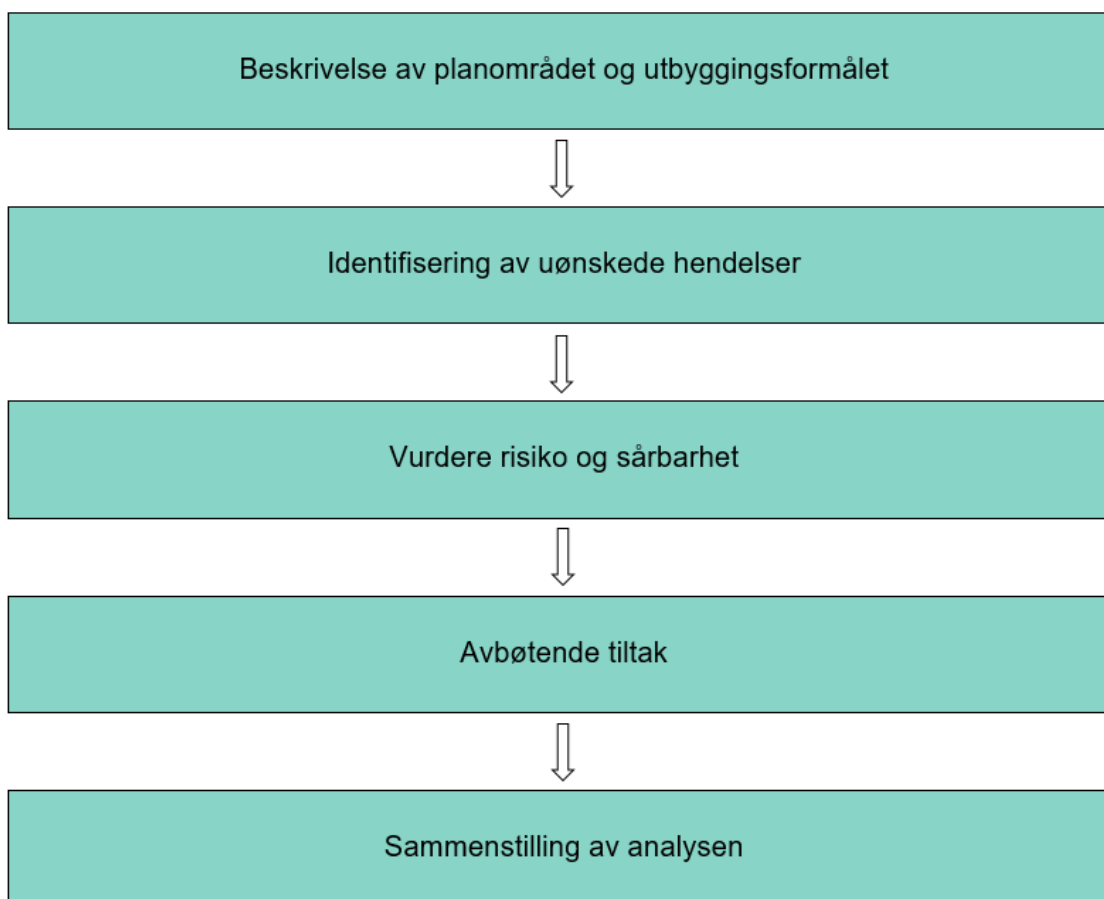 Beskrivelse av planområdet og utbyggingsformålet
Identifisering av uønskede hendelser
Vurdere risiko og sårbarhet
Avbøtende tiltak
Sammenstilling av analysen